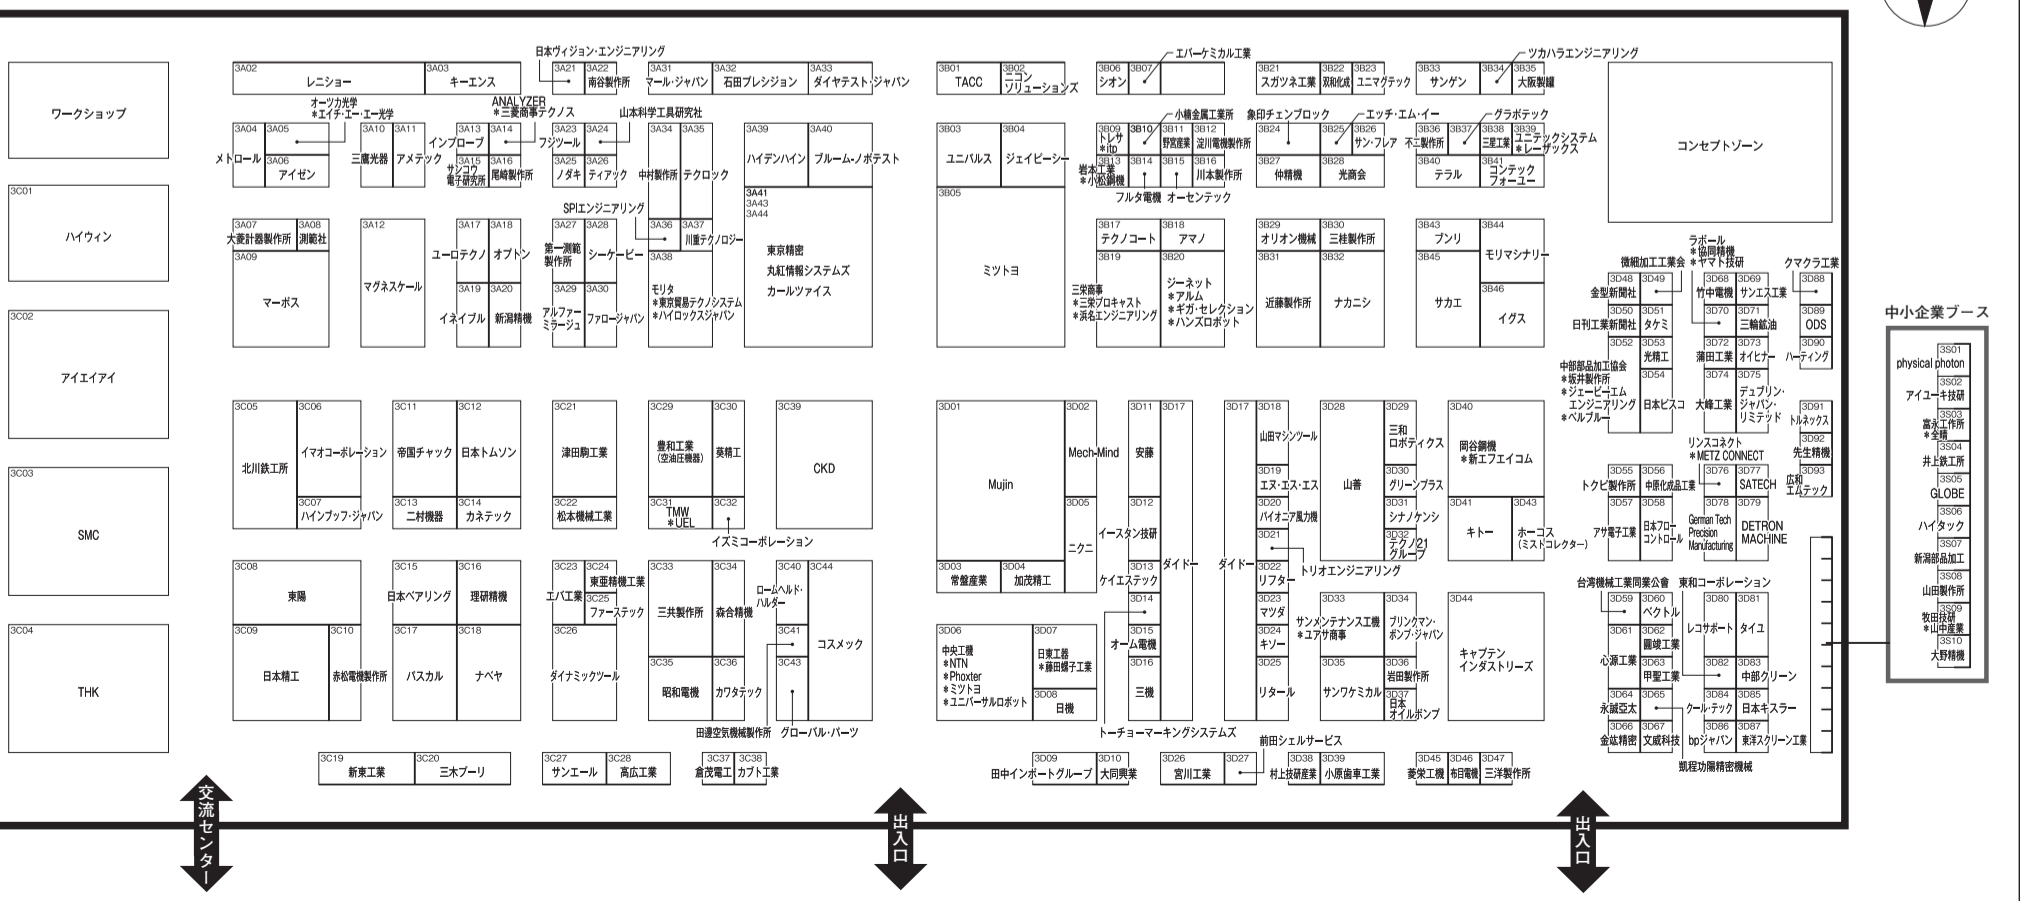 ワークショップ
3C01
ハイウィン
3C02
アイエイアイ
3C03
SMC
3C04
THK
3A02
レニショー
3A03
キーエンス
日本ヴィジョン・エンジニアリング
3A21
3A22
南谷製作所
3A31
マール・ジャパン
3A32
石田プレシジョン
3A33
ダイヤテスト・ジャパン
オーツカ光学
＊エイチ・エー・エー光学
ANALYZER
＊三菱商事テクノス
山本科学工具研究社
3A04
メトロール
3A05
3A06
アイゼン
3A10
三鷹光器
3A11
アメテック
3A13
インプローブ
3A14
3A15
サンコウ
電子研究所
3A16
尾崎製作所
3A23
フジツール
3A24
3A25
ノダキ
3A26
ティアック
3A34
中村製作所
3A35
テクロック
3A39
ハイデンハイン
3A40
ブルーム-ノボテスト
SPIエンジニアリング
3A36
3A37
川重テクノロジー
3A41
3A43
3A44
東京精密
丸紅情報システムズ
カールツァイス
3A07
大菱計器製作所
3A08
測範社
3A09
マーポス
3A12
マグネスケール
3A17
ユーロテクノ
3A18
オプトン
3A19
イネイブル
3A20
新潟精機
3A27
第一測範
製作所
3A28
シーケービー
3A29
アルファー
ミラージュ
3A30
ファロージャパン
3A38
モリタ
＊東京貿易テクノシステム
＊ハイロックスジャパン
3B01
TACC
3B02
ニコン
ソリューションズ
3B06
シオン
3B07
エバーケミカル工業
3B21
スガツネ工業
3B22
双和化成
3B23
ユニマグテック
3B33
サンゲン
3B34
ツカハラエンジニアリング
3B35
大阪製罐
3B03
ユニパルス
3B04
ジェイピーシー
3B05
ミツトヨ
3B09
トレサ
＊itp
3B10
小楠金属工業所
3B11
野宮産業
3B12
淀川電機製作所
3B13
岩本工業
＊小松鋼機
3B14
フルタ電機
3B15
オーセンテック
3B16
川本製作所
象印チェンブロック
3B24
3B25
エッチ・エム・イー
3B26
サン・フレア
3B27
仲精機
3B28
光商会
グラボテック
3B36
不二製作所
3B37
3B38
三星工業
3B39
ユニテックシステム
＊レーザックス
3B40
テラル
3B41
コンテック
フォーユー
3B17
テクノコート
3B18
アマノ
3B19
三栄商事
＊三栄プロキャスト
＊浜名エンジニアリング
3B20
ジーネット
＊アルム
＊ギガ・セレクション
＊ハンズロボット
3B29
オリオン機械
3B30
三桂製作所
3B31
近藤製作所
3B32
ナカニシ
3B43
ブンリ
3B44
モリマシナリー
3B45
サカエ
3B46
イグス
コンセプトゾーン
微細加工工業会
ラポール
＊協同精機
＊ヤマト技研
クマクラ工業
3D48
金型新聞社
3D49
3D50
日刊工業新聞社
3D51
タケミ
3D52
中部部品加工協会
＊坂井製作所
＊ジェーピーエム
エンジニアリング
＊ベルブルー
3D53
光精工
3D54
日本ピスコ
3D68
竹中電機
3D69
サンエス工業
3D70
3D71
三輪鉱油
3D72
蒲田工業
3D73
オイヒナー
3D74
大峰工業
3D75
デュブリン・
ジャパン・
リミテッド
3D88
3D89
ODS
3D90
ハーティング
3D91
トルネックス
3D92
先生精機
3D93
広和
エムテック
3D55
トクピ製作所
3D56
中原化成品工業
3D57
アサ電子工業
3D58
日本フロー
コントロール
リンスコネクト
＊METZ CONNECT
3D76
3D77
SATECH
3D78
German Tech
Precision
Manufacturing
3D79
DETRON
MACHINE
台湾機械工業同業公會
東和コーポレーション
3D59
3D60
ベクトル
3D61
心源工業
3D62
圓竣工業
3D63
甲聖工業
3D64
永誠亞太
3D65
3D66
金竑精密
3D67
文威科技
凱程功陽精密機械
3D80
レコサポート
3D81
タイユ
3D82
3D83
中部クリーン
3D84
クール・テック
3D85
日本キスラー
3D86
bpジャパン
3D87
東洋スクリーン工業
中小企業ブース
3S01
physical photon
3S02
アイユーキ技研
3S03
富永工作所
＊全晴
3S04
井上鉄工所
3S05
GLOBE
3S06
ハイタック
3S07
新潟部品加工
3S08
山田製作所
3S09
牧田技研
＊山中産業
3S10
大野精機
3C05
北川鉄工所
3C06
イマオコーポレーション
3C07
ハインブッフ・ジャパン
3C11
帝国チャック
3C12
日本トムソン
3C13
二村機器
3C14
カネテック
3C21
津田駒工業
3C22
松本機械工業
3C29
豊和工業
（空油圧機器）
3C30
葵精工
3C31
TMW
＊UEL
3C32
イズミコーポレーション
3C39
CKD
3C08
東陽
3C09
日本精工
3C10
赤松電機製作所
3C15
日本ベアリング
3C16
理研精機
3C17
パスカル
3C18
ナベヤ
3C23
エバ工業
3C24
東亜精機工業
3C25
ファーステック
3C26
ダイナミックツール
3C33
三共製作所
3C34
森合精機
3C35
昭和電機
3C36
カワタテック
3C40
ロームヘルド・
ハルダー
3C41
田邊空気機械製作所
3C43
グローバル・パーツ
3C44
コスメック
3C19
新東工業
3C20
三木プーリ
3C27
サンエール
3C28
高広工業
3C37
倉茂電工
3C38
カブト工業
3D01
Mujin
3D02
Mech-Mind
3D03
常盤産業
3D04
加茂精工
3D05
ニクニ
3D06
中央工機
＊NTN
＊Phoxter
＊ミツトヨ
＊ユニバーサルロボット
3D07
日東工器
＊藤田螺子工業
3D08
日機
3D11
安藤
3D12
イースタン技研
3D13
ケイエステック
3D14
トーチョーマーキングシステムズ
3D15
オーム電機
3D16
三機
3D17
ダイドー
3D17
ダイドー
3D18
山田マシンツール
3D19
エヌ・エス・エス
3D20
パイオニア風力機
3D21
トリオエンジニアリング
3D22
リフター
3D23
マツダ
3D24
キソー
3D25
リタール
3D28
山善
3D29
三和
ロボティクス
3D30
グリーンプラス
3D31
シナノケンシ
3D32
テクノ21
グループ
3D33
サンメンテナンス工機
＊ユアサ商事
3D34
ブリンクマン・
ポンプ・ジャパン
3D35
サンワケミカル
3D36
岩田製作所
3D37
日本
オイルポンプ
3D40
岡谷鋼機
＊新エフエイコム
3D41
キトー
3D43
ホーコス
（ミストコレクター）
3D44
キャプテン
インダストリーズ
3D09
田中インポートグループ
3D10
大同興業
3D26
宮川工業
3D27
前田シェルサービス
3D38
村上技研産業
3D39
小原歯車工業
3D45
菱栄工機
3D46
布目電機
3D47
三洋製作所
交流センター
出入口
出入口